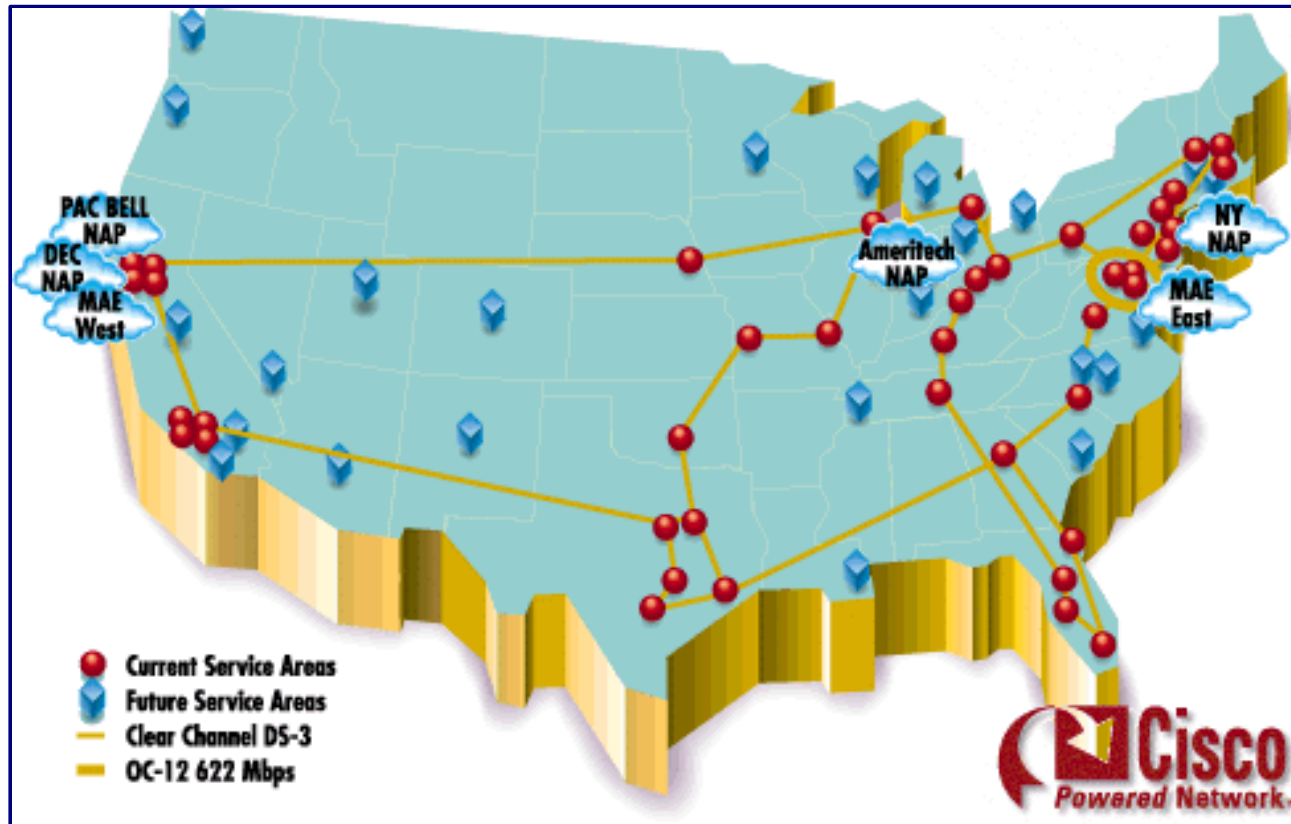 PAC BELL
NAP
DEC
NAP
MAE
West
Ameritech
NAP
NY
NAP
MAE
East
Current Service Areas
Future Service Areas
Clear Channel DS-3
OC-12 622 Mbps
Cisco
Powered Network.